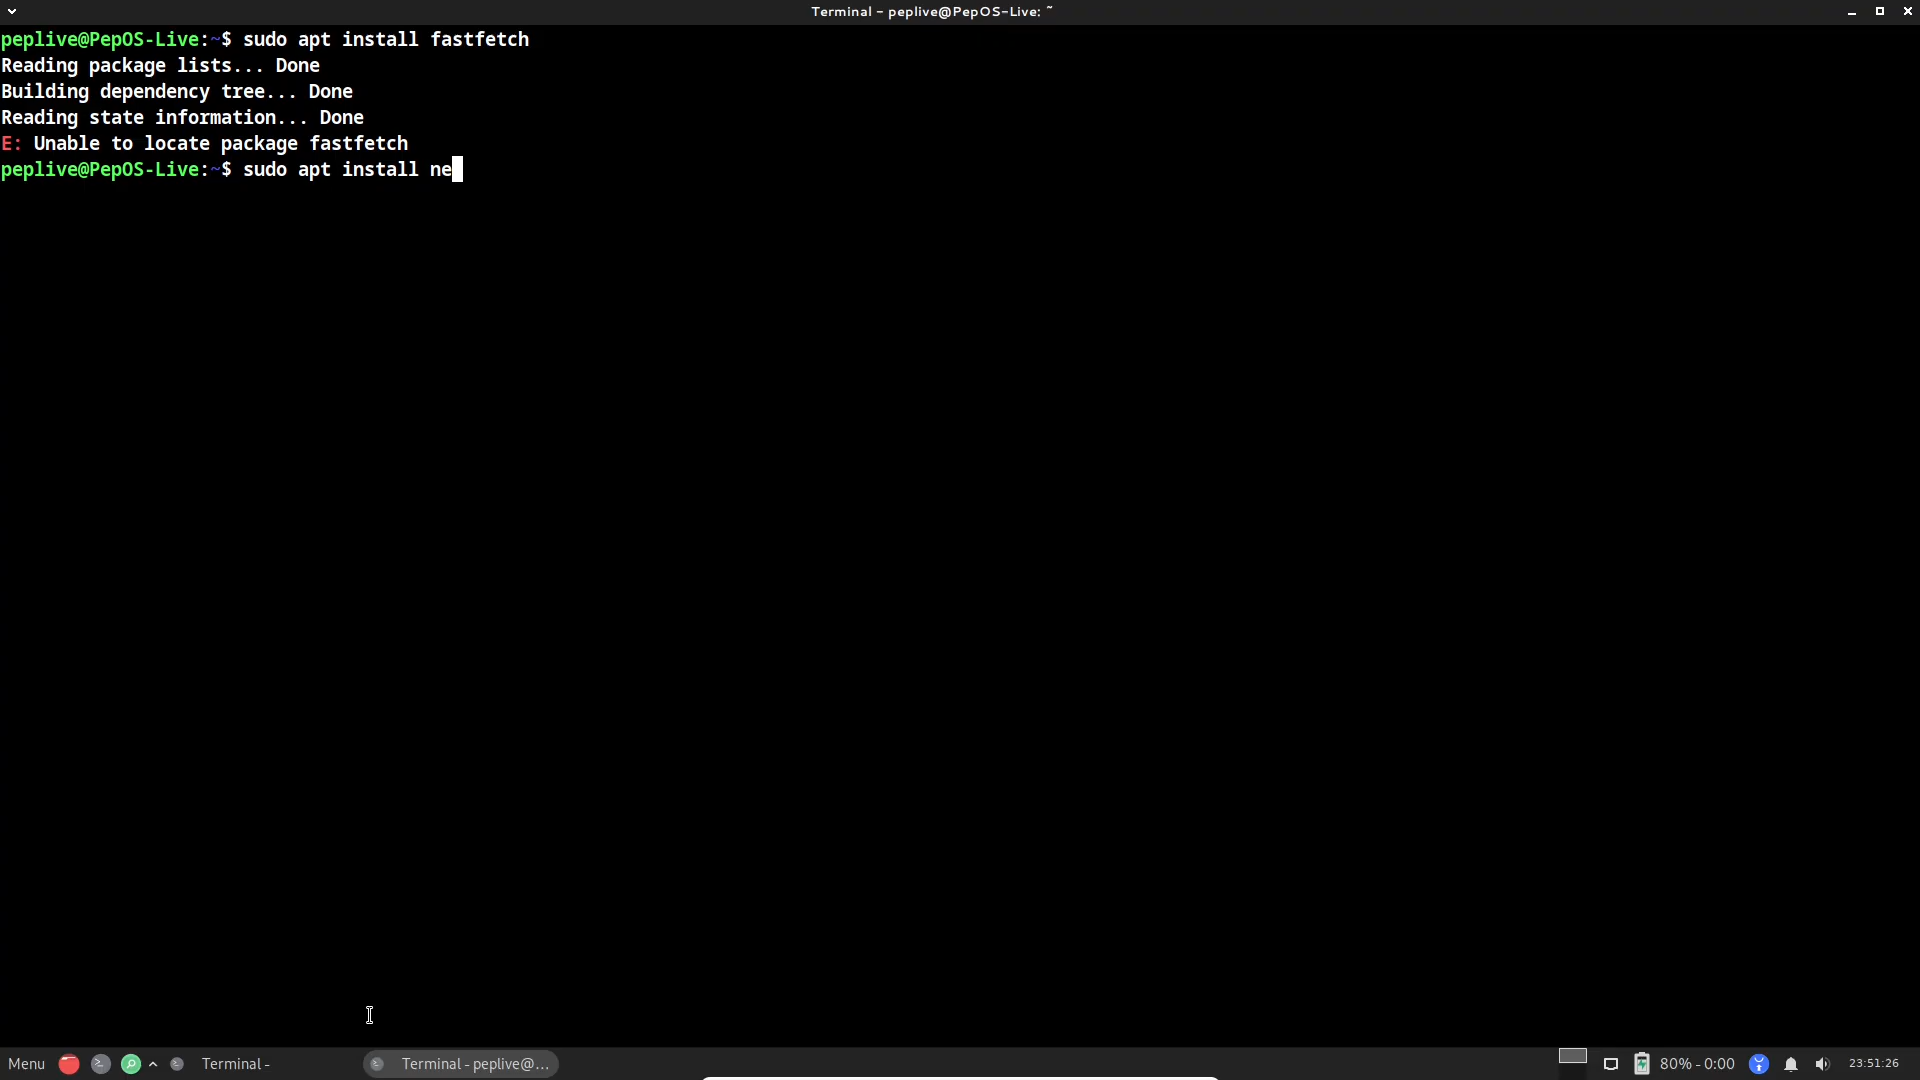 Terminal - peplive@PepOS-Live: ~
peplive@PepOS-Live:~$ sudo apt install fastfetch
Reading package lists... Done
Building dependency tree... Done
Reading state information... Done
E: Unable to locate package fastfetch
peplive@PepOS-Live:~$ sudo apt install ne
Menu Terminal - Terminal - peplive@... 80% - 0:00 23:51:26